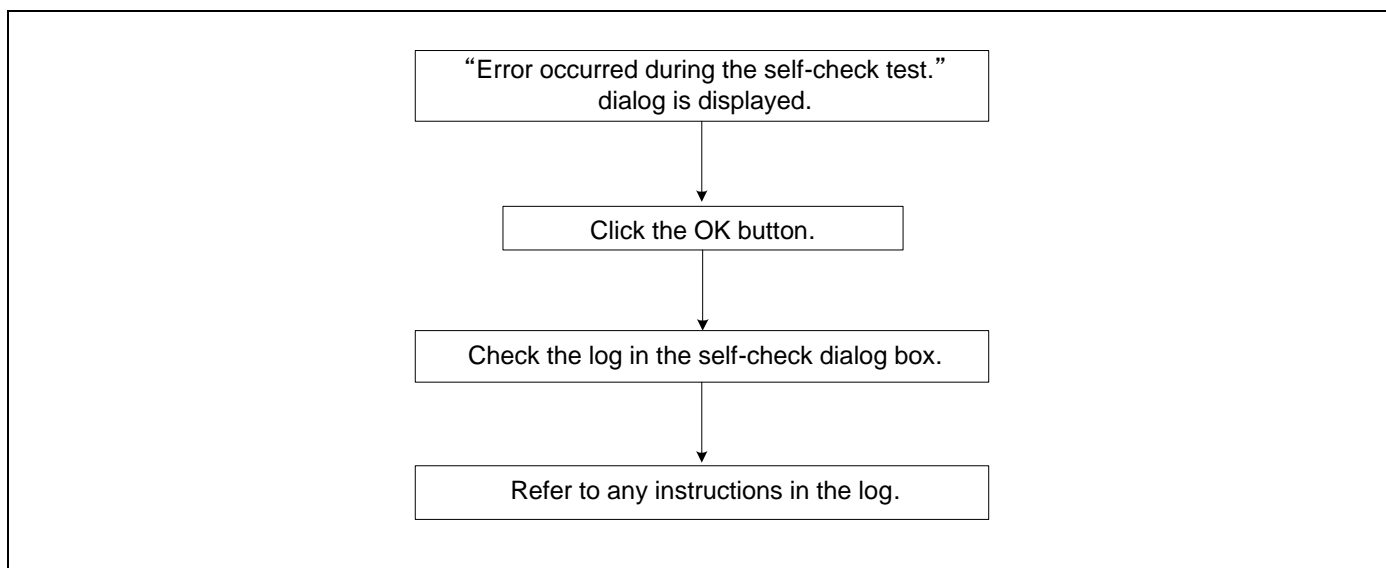 “Error occurred during the self-check test.”
dialog is displayed.
Click the OK button.
Check the log in the self-check dialog box.
Refer to any instructions in the log.